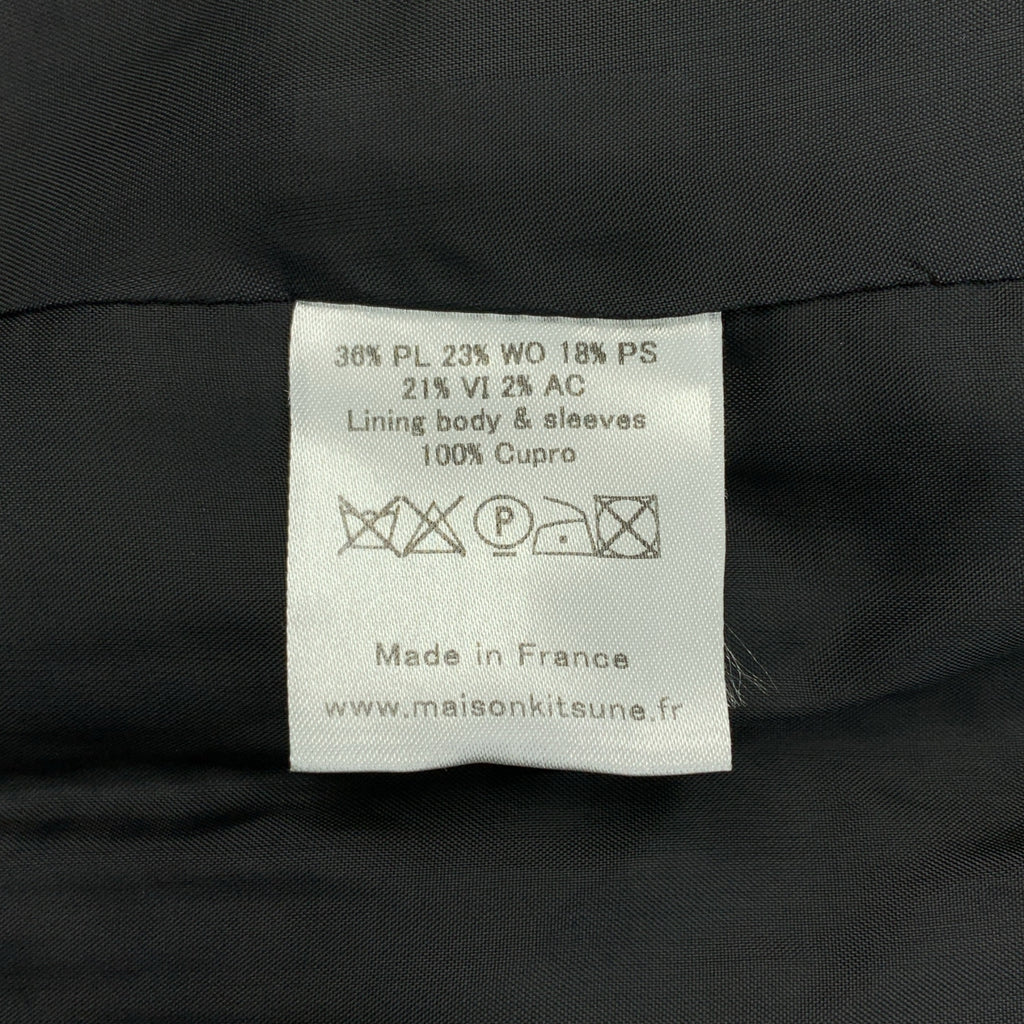 36% PL 23% WO 18% PS
21% VI 2% AC
Lining body & sleeves
100% Cupro
P
Made in France
www.maisonkitsune.fr